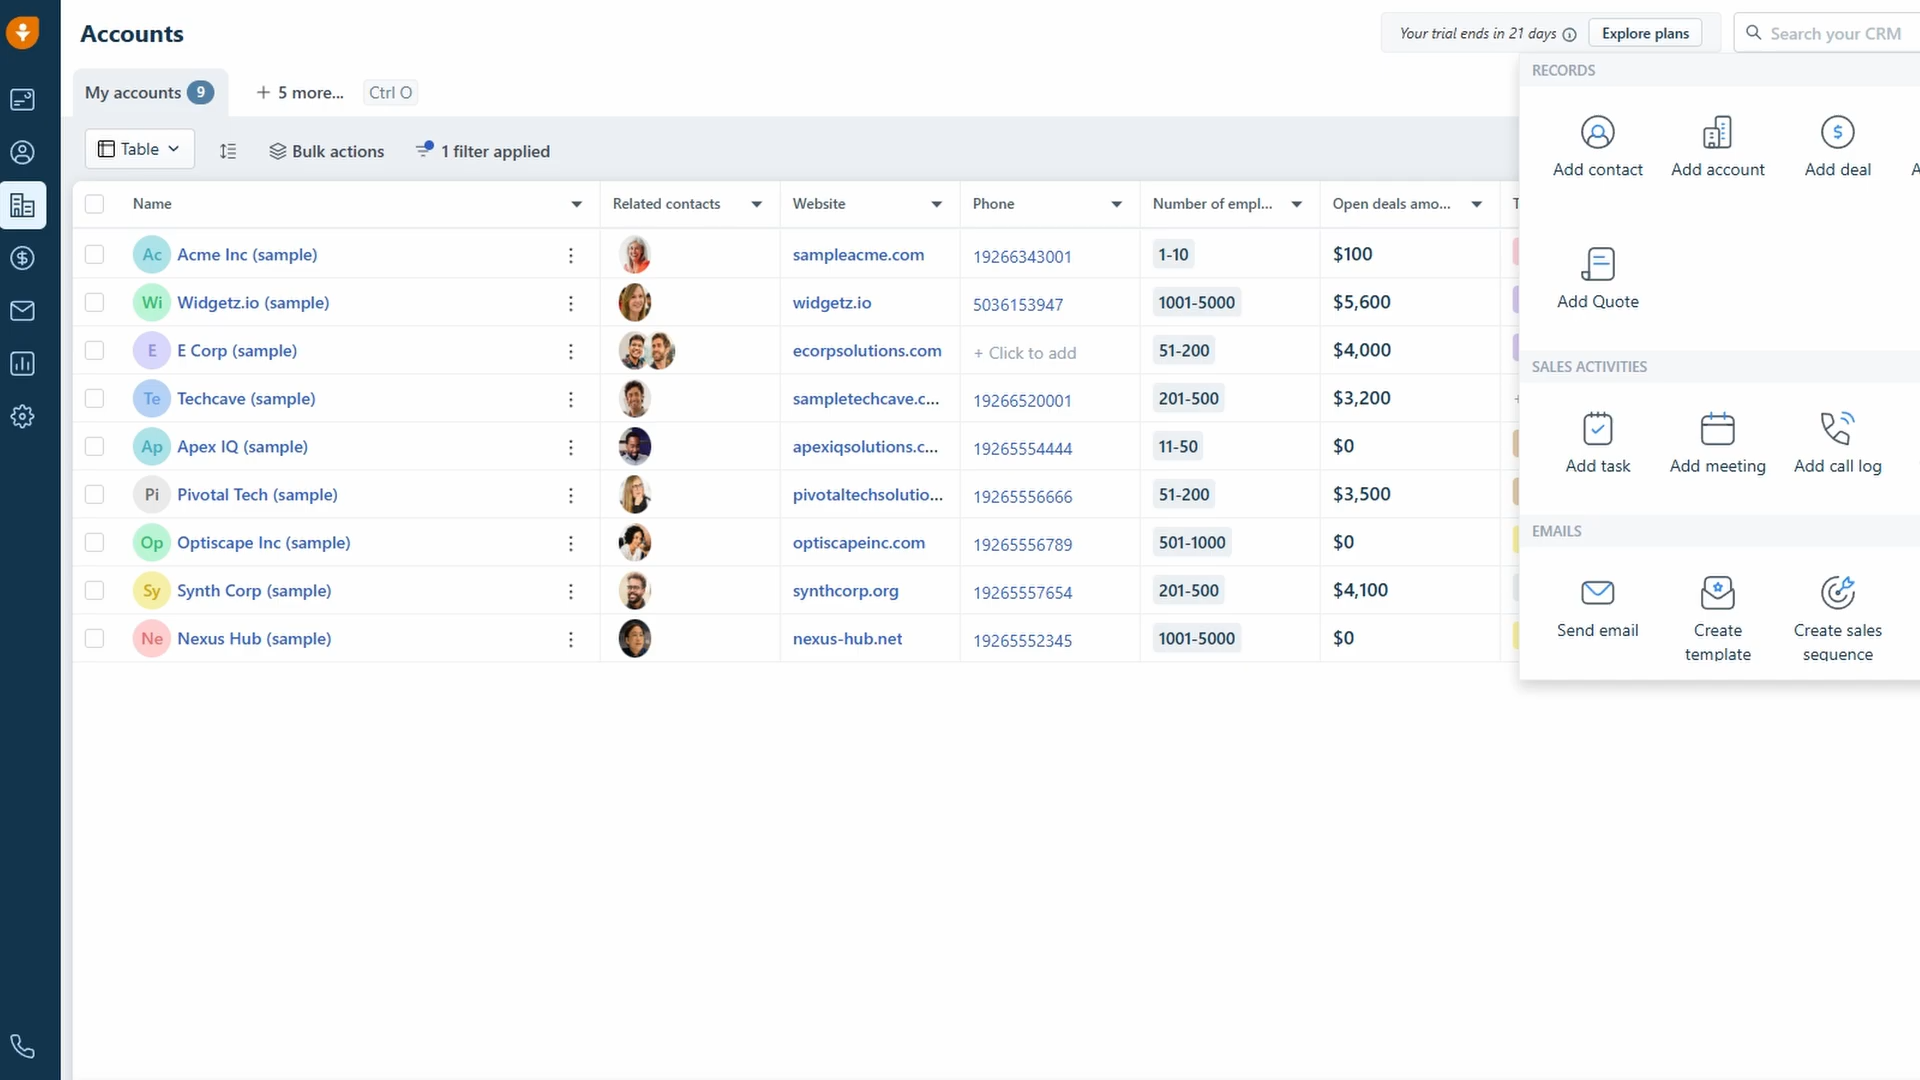 Accounts
Your trial ends in 21 days
Explore plans
Search your CRM
My accounts 9
+ 5 more...
Ctrl O
Table
Bulk actions
1 filter applied
Name
Related contacts
Website
Phone
Number of empl...
Open deals amo...
T
Ac Acme Inc (sample) sampleacme.com 19266343001 1-10 $100
Wi Widgetz.io (sample) widgetz.io 5036153947 1001-5000 $5,600
E E Corp (sample) ecorpsolutions.com + Click to add 51-200 $4,000
Te Techcave (sample) sampletechcave.c... 19266520001 201-500 $3,200
Ap Apex IQ (sample) apexiqsolutions.c... 19265554444 11-50 $0
Pi Pivotal Tech (sample) pivotaltechsolutio... 19265556666 51-200 $3,500
Op Optiscape Inc (sample) optiscapeinc.com 19265556789 501-1000 $0
Sy Synth Corp (sample) synthcorp.org 19265557654 201-500 $4,100
Ne Nexus Hub (sample) nexus-hub.net 19265552345 1001-5000 $0
RECORDS
Add contact
Add account
Add deal
A
Add Quote
SALES ACTIVITIES
Add task
Add meeting
Add call log
EMAILS
Send email
Create
template
Create sales
sequence